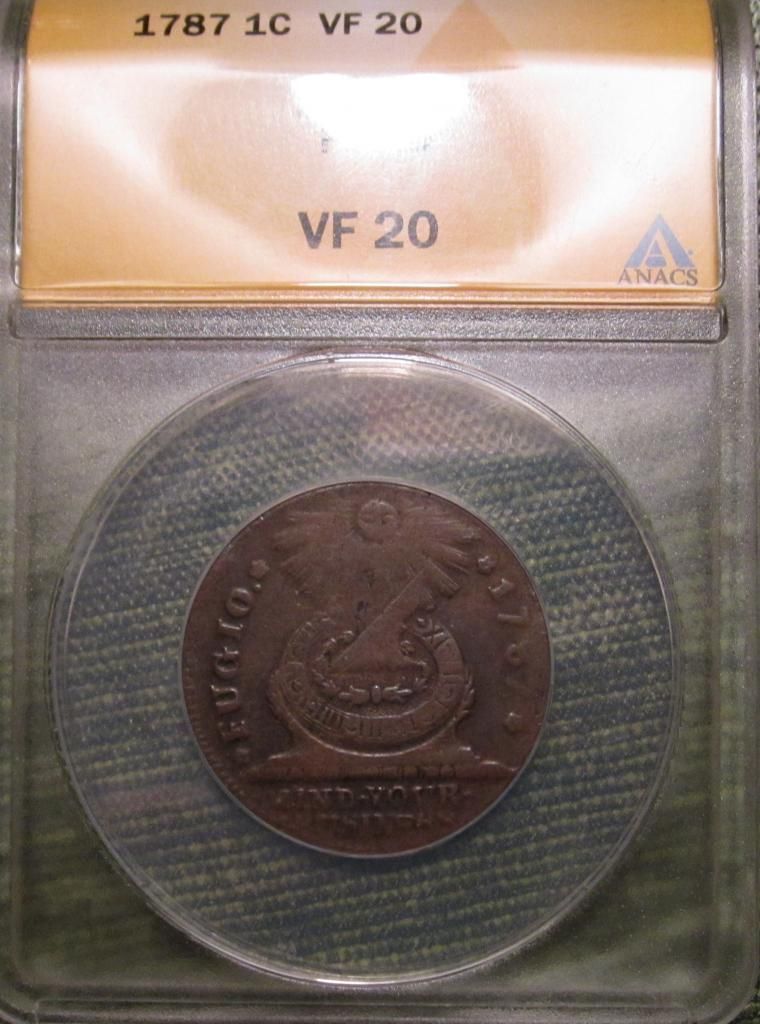 1787 1C VF 20
VF 20
ANACS
FUGIO.
1787
MIND·YOUR·